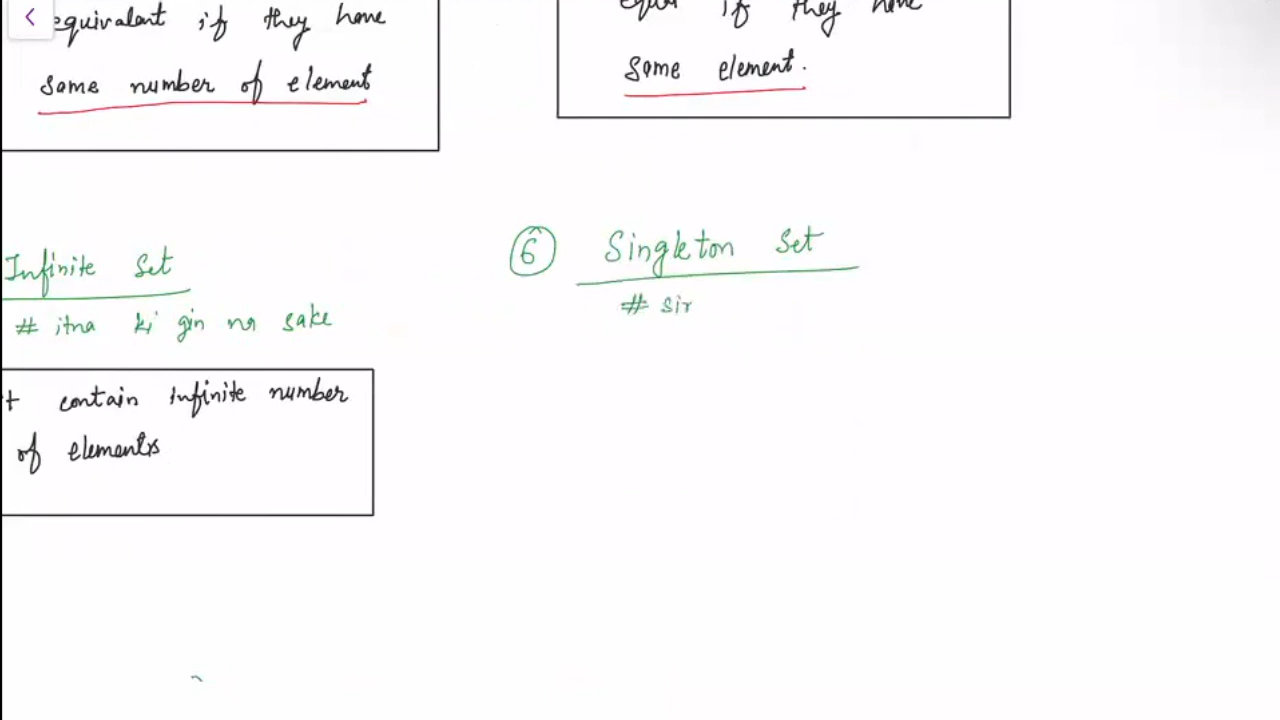 equivalent if they have
same number of element
equal if they have
same element.
Infinite Set
# itna ki gin na sake
contain infinite number
of elements
6 Singleton Set
# sir